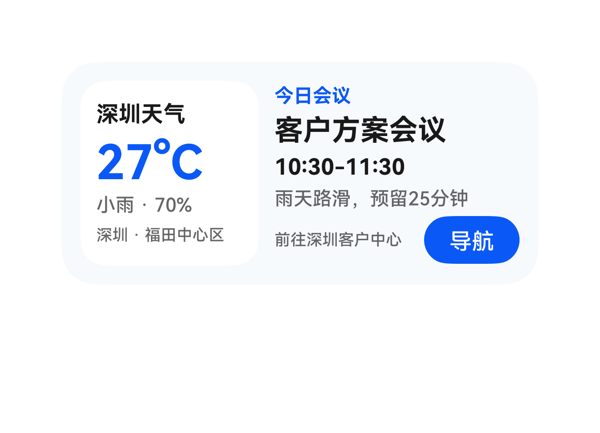 深圳天气
27°C
小雨 · 70%
深圳 · 福田中心区
今日会议
客户方案会议
10:30-11:30
雨天路滑，预留25分钟
前往深圳客户中心
导航